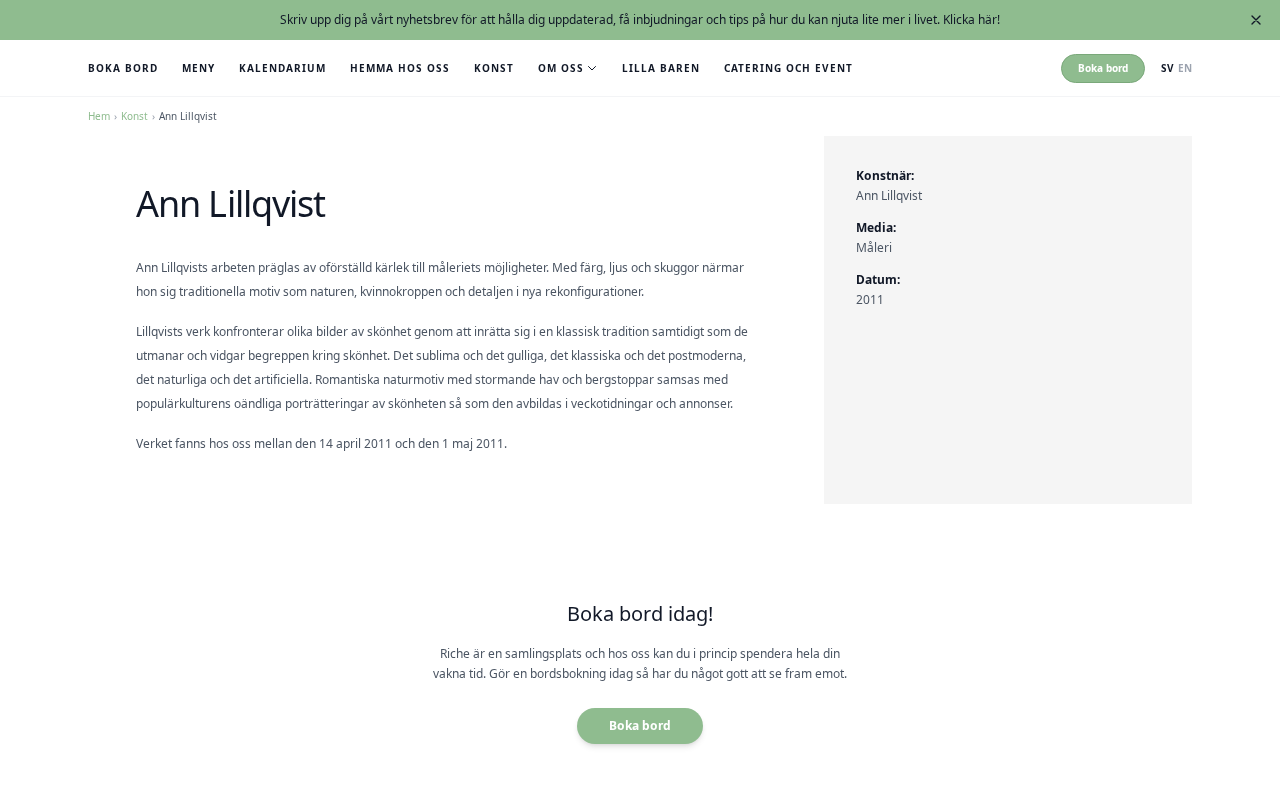 Skriv upp dig på vårt nyhetsbrev för att hålla dig uppdaterad, få inbjudningar och tips på hur du kan njuta lite mer i livet. Klicka här!
BOKA BORD MENY KALENDARIUM HEMMA HOS OSS KONST OM OSS LILLA BAREN CATERING OCH EVENT Boka bord SV EN
Hem › Konst › Ann Lillqvist
Ann Lillqvist
Ann Lillqvists arbeten präglas av oförställd kärlek till måleriets möjligheter. Med färg, ljus och skuggor närmar
hon sig traditionella motiv som naturen, kvinnokroppen och detaljen i nya rekonfigurationer.
Lillqvists verk konfronterar olika bilder av skönhet genom att inrätta sig i en klassisk tradition samtidigt som de
utmanar och vidgar begreppen kring skönhet. Det sublima och det gulliga, det klassiska och det postmoderna,
det naturliga och det artificiella. Romantiska naturmotiv med stormande hav och bergstoppar samsas med
populärkulturens oändliga porträtteringar av skönheten så som den avbildas i veckotidningar och annonser.
Verket fanns hos oss mellan den 14 april 2011 och den 1 maj 2011.
Konstnär:
Ann Lillqvist
Media:
Måleri
Datum:
2011
Boka bord idag!
Riche är en samlingsplats och hos oss kan du i princip spendera hela din
vakna tid. Gör en bordsbokning idag så har du något gott att se fram emot.
Boka bord